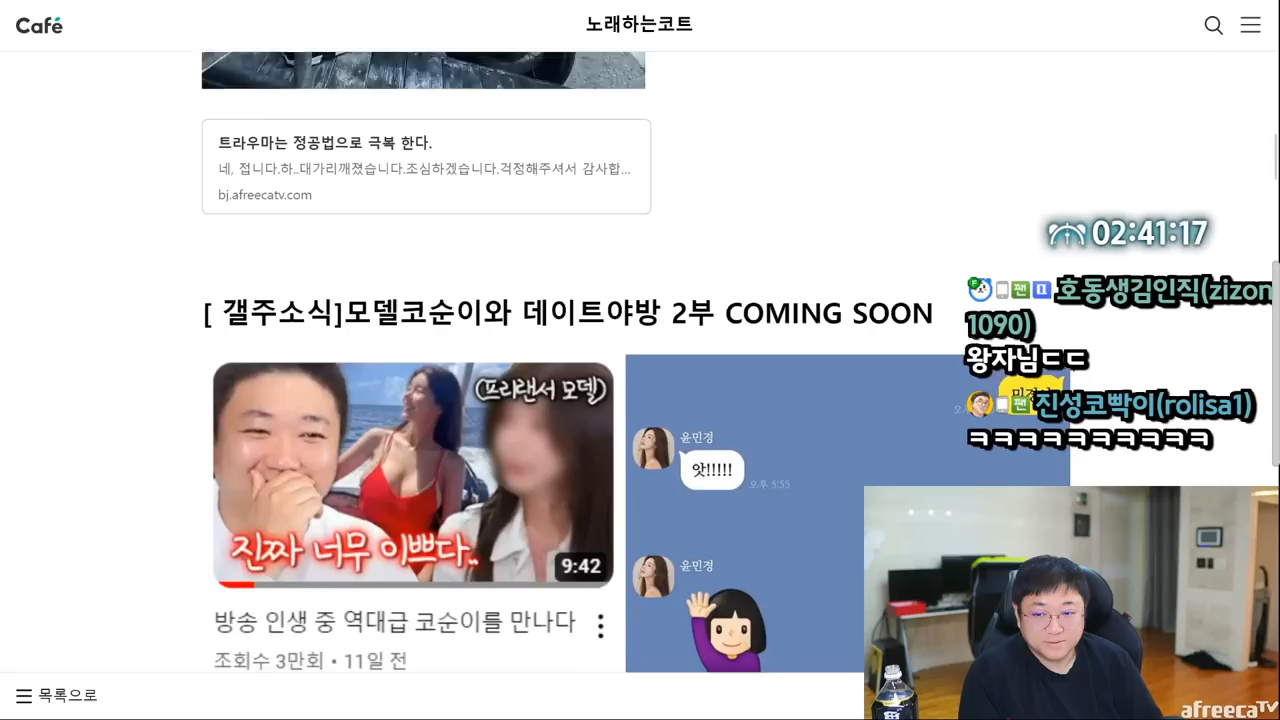 Café
노래하는코트
트라우마는 정공법으로 극복 한다.
네, 접니다.하..대가리깨졌습니다.조심하겠습니다.걱정해주셔서 감사합...
bj.afreecatv.com
02:41:17
호동생김인직(zizon
1090)
왕자님ㄷㄷ
진성코빡이(rolisa1)
ㅋㅋㅋㅋㅋㅋㅋㅋㅋㅋ
[ 갤주소식]모델코순이와 데이트야방 2부 COMING SOON
(프리랜서 모델)
진짜 너무 이쁘다..
9:42
방송 인생 중 역대급 코순이를 만나다
조회수 3만회 • 11일 전
윤민경
앗!!!!!
오후 5:55
윤민경
목록으로
afreecaTV